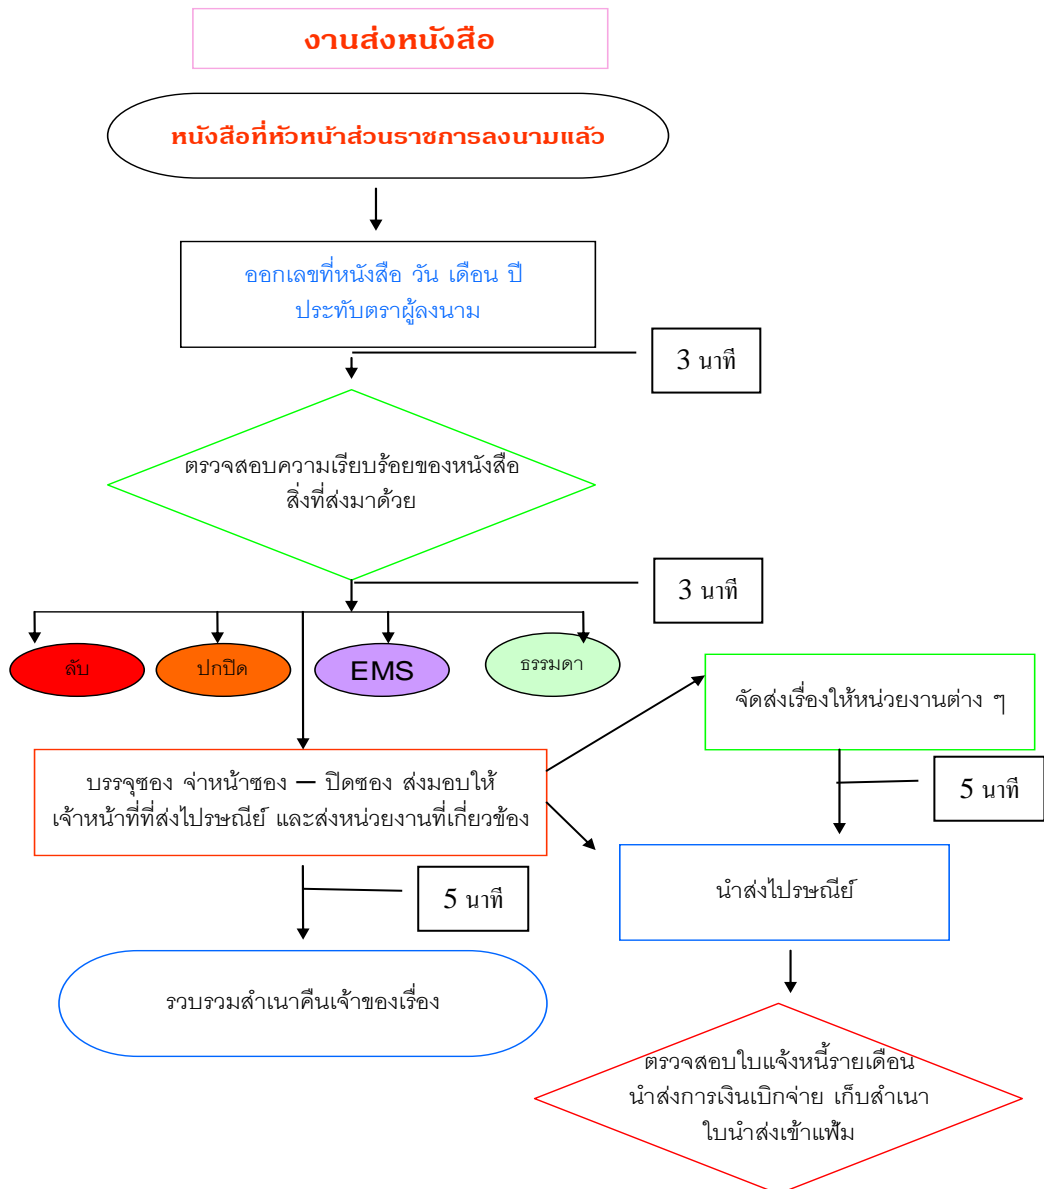 งานส่งหนังสือ
หนังสือที่หัวหน้าส่วนราชการลงนามแล้ว
ออกเลขที่หนังสือ วัน เดือน ปี
ประทับตราผู้ลงนาม
3 นาที
ตรวจสอบความเรียบร้อยของหนังสือ
สิ่งที่ส่งมาด้วย
3 นาที
ลับ
ปกปิด
EMS
ธรรมดา
จัดส่งเรื่องให้หน่วยงานต่าง ๆ
บรรจุซอง จ่าหน้าซอง – ปิดซอง ส่งมอบให้
เจ้าหน้าที่ที่ส่งไปรษณีย์ และส่งหน่วยงานที่เกี่ยวข้อง
5 นาที
5 นาที
นำส่งไปรษณีย์
รวบรวมสำเนาคืนเจ้าของเรื่อง
ตรวจสอบใบแจ้งหนี้รายเดือน
นำส่งการเงินเบิกจ่าย เก็บสำเนา
ใบนำส่งเข้าแฟ้ม